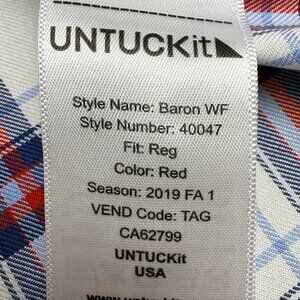 UNTUCKit
Style Name: Baron WF
Style Number: 40047
Fit: Reg
Color: Red
Season: 2019 FA 1
VEND Code: TAG
CA62799
UNTUCKit
USA